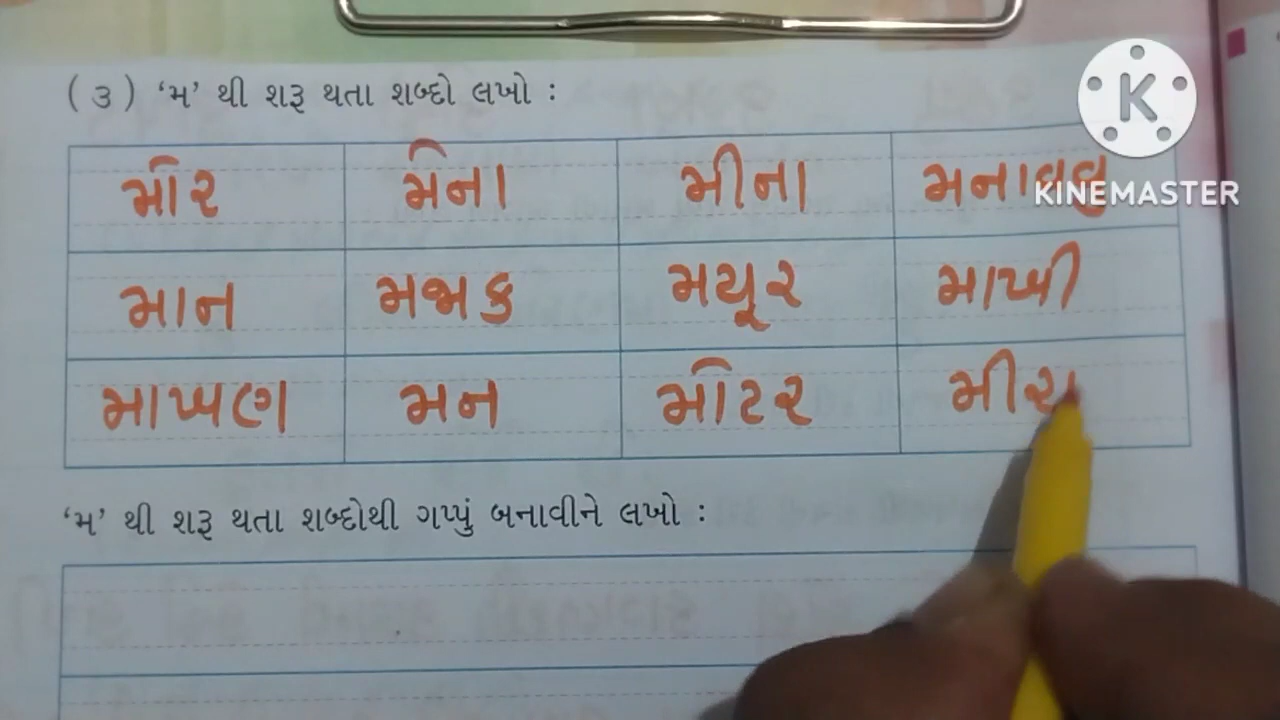 (૩) ‘મ’ થી શરૂ થતા શબ્દો લખો :
મોર મેના મીના
માન મજાક મયૂર માખી
માખણ મન મોટર
‘મ’ થી શરૂ થતા શબ્દોથી ગપ્પું બનાવીને લખો :
K
KINEMASTER